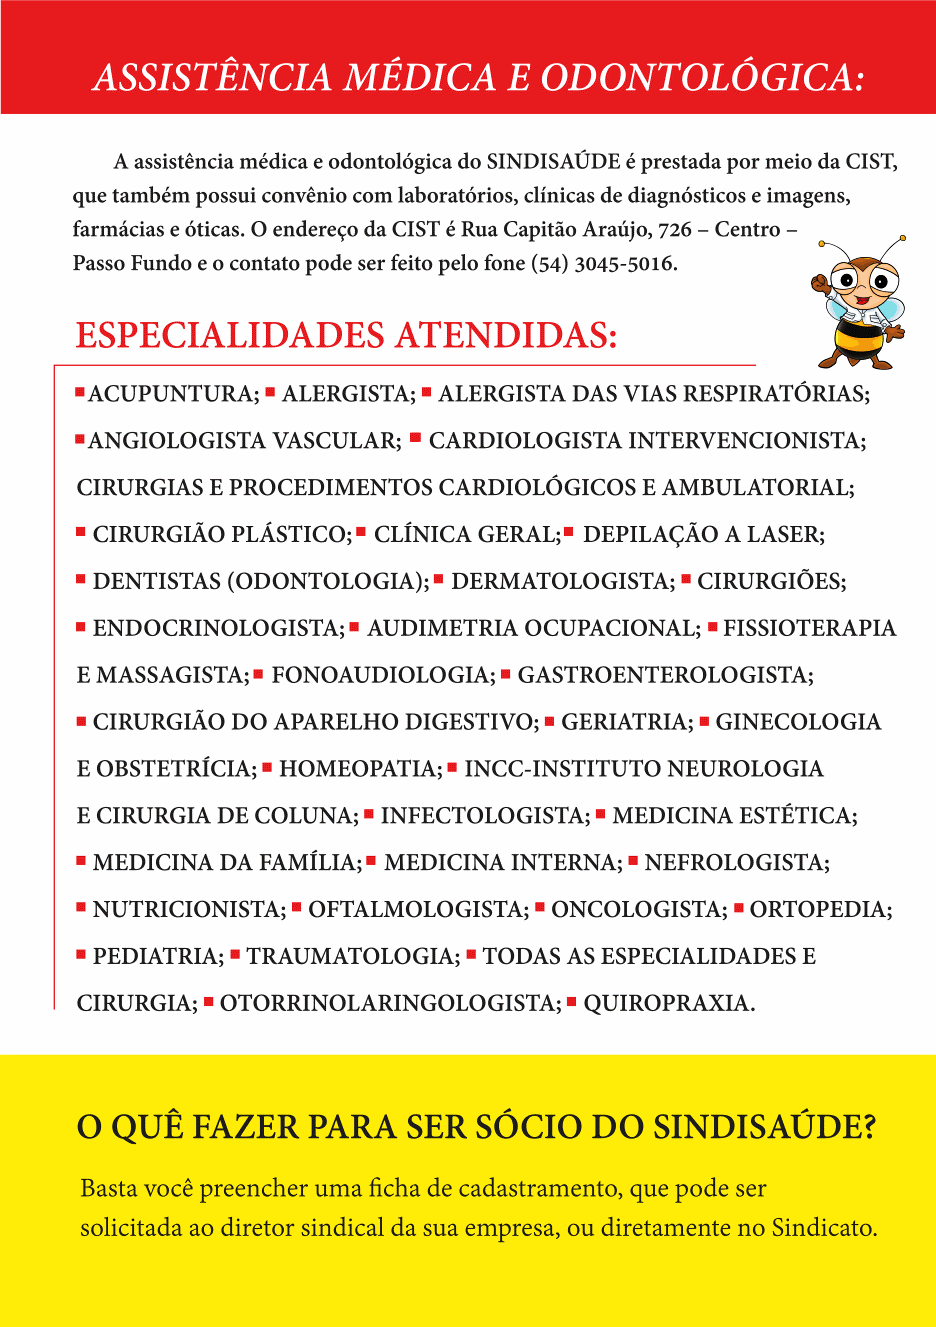 ASSISTÊNCIA MÉDICA E ODONTOLÓGICA:
A assistência médica e odontológica do SINDISAÚDE é prestada por meio da CIST,
que também possui convênio com laboratórios, clínicas de diagnósticos e imagens,
farmácias e óticas. O endereço da CIST é Rua Capitão Araújo, 726 – Centro –
Passo Fundo e o contato pode ser feito pelo fone (54) 3045-5016.
ESPECIALIDADES ATENDIDAS:
■ ACUPUNTURA; ■ ALERGISTA; ■ ALERGISTA DAS VIAS RESPIRATÓRIAS;
■ ANGIOLOGISTA VASCULAR; ■ CARDIOLOGISTA INTERVENCIONISTA;
CIRURGIAS E PROCEDIMENTOS CARDIOLÓGICOS E AMBULATORIAL;
■ CIRURGIÃO PLÁSTICO; ■ CLÍNICA GERAL; ■ DEPILAÇÃO A LASER;
■ DENTISTAS (ODONTOLOGIA); ■ DERMATOLOGISTA; ■ CIRURGIÕES;
■ ENDOCRINOLOGISTA; ■ AUDIMETRIA OCUPACIONAL; ■ FISSIOTERAPIA
E MASSAGISTA; ■ FONOAUDIOLOGIA; ■ GASTROENTEROLOGISTA;
■ CIRURGIÃO DO APARELHO DIGESTIVO; ■ GERIATRIA; ■ GINECOLOGIA
E OBSTETRÍCIA; ■ HOMEOPATIA; ■ INCC-INSTITUTO NEUROLOGIA
E CIRURGIA DE COLUNA; ■ INFECTOLOGISTA; ■ MEDICINA ESTÉTICA;
■ MEDICINA DA FAMÍLIA; ■ MEDICINA INTERNA; ■ NEFROLOGISTA;
■ NUTRICIONISTA; ■ OFTALMOLOGISTA; ■ ONCOLOGISTA; ■ ORTOPEDIA;
■ PEDIATRIA; ■ TRAUMATOLOGIA; ■ TODAS AS ESPECIALIDADES E
CIRURGIA; ■ OTORRINOLARINGOLOGISTA; ■ QUIROPRAXIA.
O QUÊ FAZER PARA SER SÓCIO DO SINDISAÚDE?
Basta você preencher uma ficha de cadastramento, que pode ser
solicitada ao diretor sindical da sua empresa, ou diretamente no Sindicato.